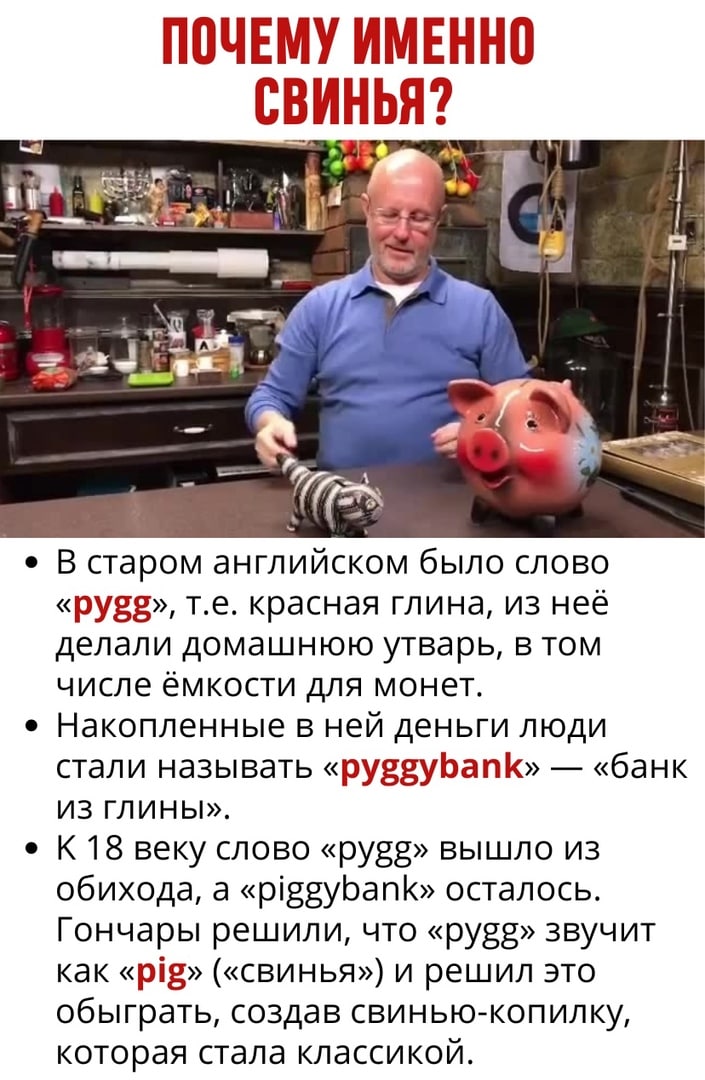 ПОЧЕМУ ИМЕННО
СВИНЬЯ?
• В старом английском было слово
«pygg», т.е. красная глина, из неё
делали домашнюю утварь, в том
числе ёмкости для монет.
• Накопленные в ней деньги люди
стали называть «pyggybank» — «банк
из глины».
• К 18 веку слово «pygg» вышло из
обихода, а «piggybank» осталось.
Гончары решили, что «pygg» звучит
как «pig» («свинья») и решил это
обыграть, создав свинью-копилку,
которая стала классикой.